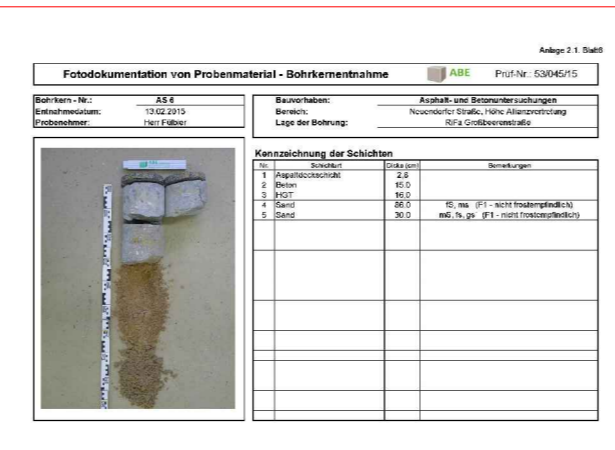 Anlage 2.1. Blatt6
Fotodokumentation von Probenmaterial - Bohrkernentnahme ABE Prüf-Nr.: 53/045/15
Bohrkern - Nr.: AS 6
Entnahmedatum: 13.02.2015
Probenehmer: Herr Fülbier
Bauvorhaben: Asphalt- und Betonuntersuchungen
Bereich: Neuendorfer Straße, Höhe Allianzvertretung
Lage der Bohrung: RiFa Großbeerenstraße
Kennzeichnung der Schichten
Nr. Schichtart Dicke (cm) Bemerkungen
1 Aspaltdeckschicht 2,8
2 Beton 15,0
3 HGT 16,0
4 Sand 86,0 fS, ms (F1 - nicht frostempfindlich)
5 Sand 30,0 mS, fs, gs (F1 - nicht frostempfindlich)